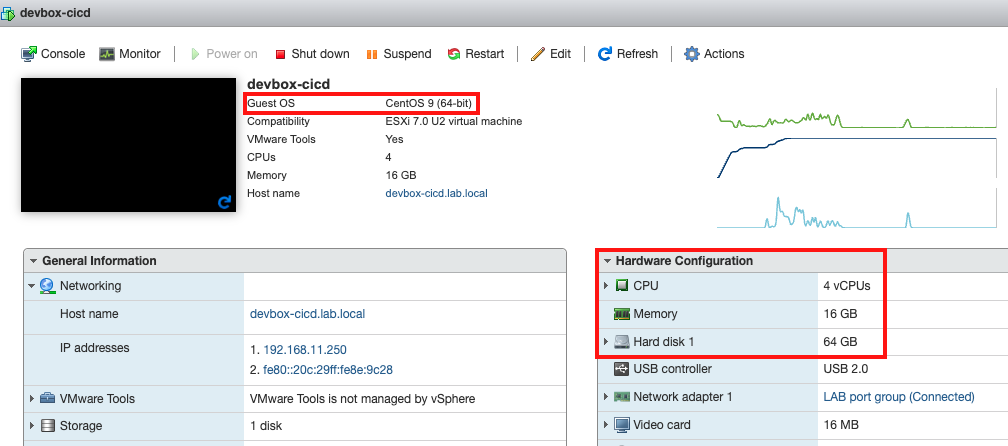 devbox-cicd
Console Monitor Power on Shut down Suspend Restart Edit Refresh Actions
devbox-cicd
Guest OS CentOS 9 (64-bit)
Compatibility ESXi 7.0 U2 virtual machine
VMware Tools Yes
CPUs 4
Memory 16 GB
Host name devbox-cicd.lab.local
General Information
Networking
Host name devbox-cicd.lab.local
IP addresses 1. 192.168.11.250
2. fe80::20c:29ff:fe8e:9c28
VMware Tools VMware Tools is not managed by vSphere
Storage 1 disk
Hardware Configuration
CPU 4 vCPUs
Memory 16 GB
Hard disk 1 64 GB
USB controller USB 2.0
Network adapter 1 LAB port group (Connected)
Video card 16 MB